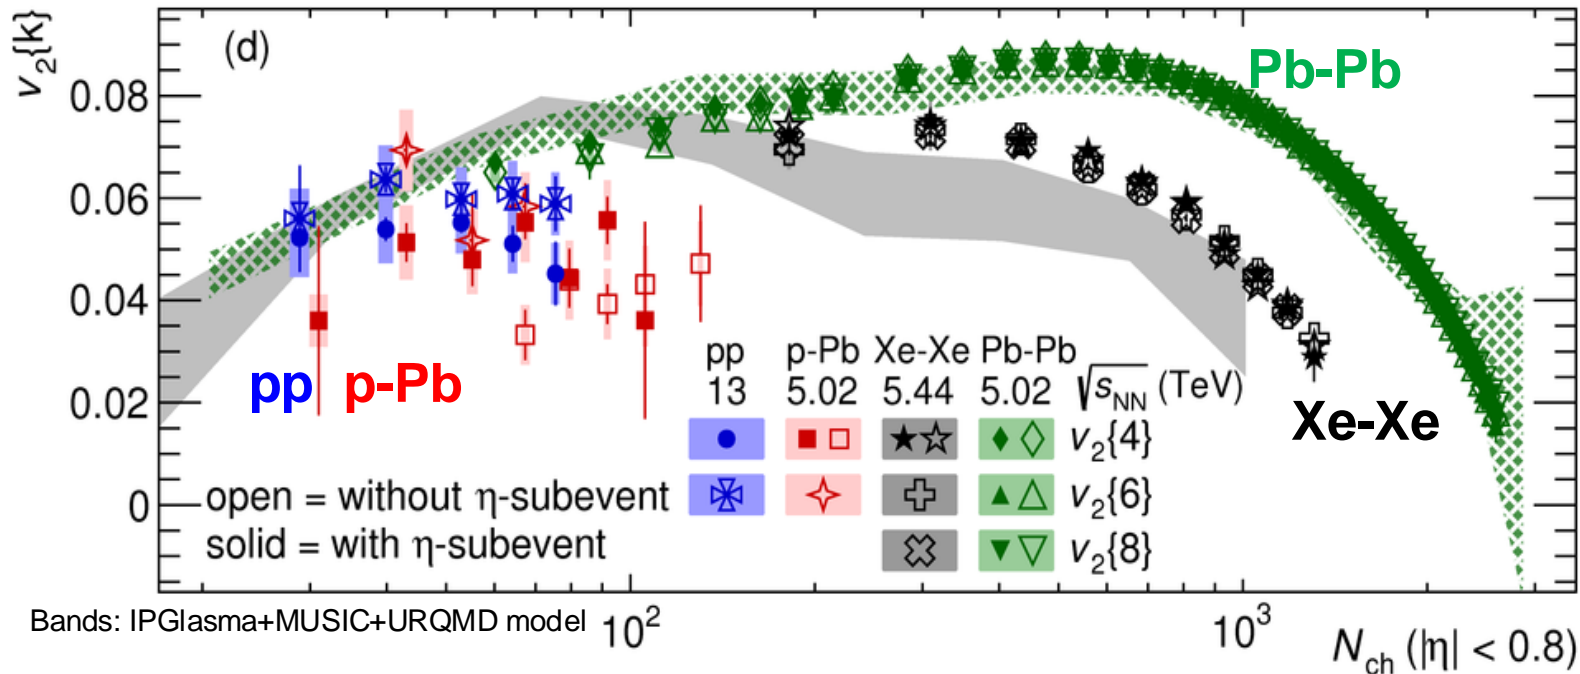 v₂{k}
(d)
Pb-Pb
0.08
0.06
0.04
0.02
0
pp p-Pb
pp p-Pb Xe-Xe Pb-Pb
13 5.02 5.44 5.02 √sNN (TeV)
v₂{4}
v₂{6}
v₂{8}
Xe-Xe
open = without η-subevent
solid = with η-subevent
Bands: IPGlasma+MUSIC+URQMD model
10² 10³
Nch (|η| < 0.8)